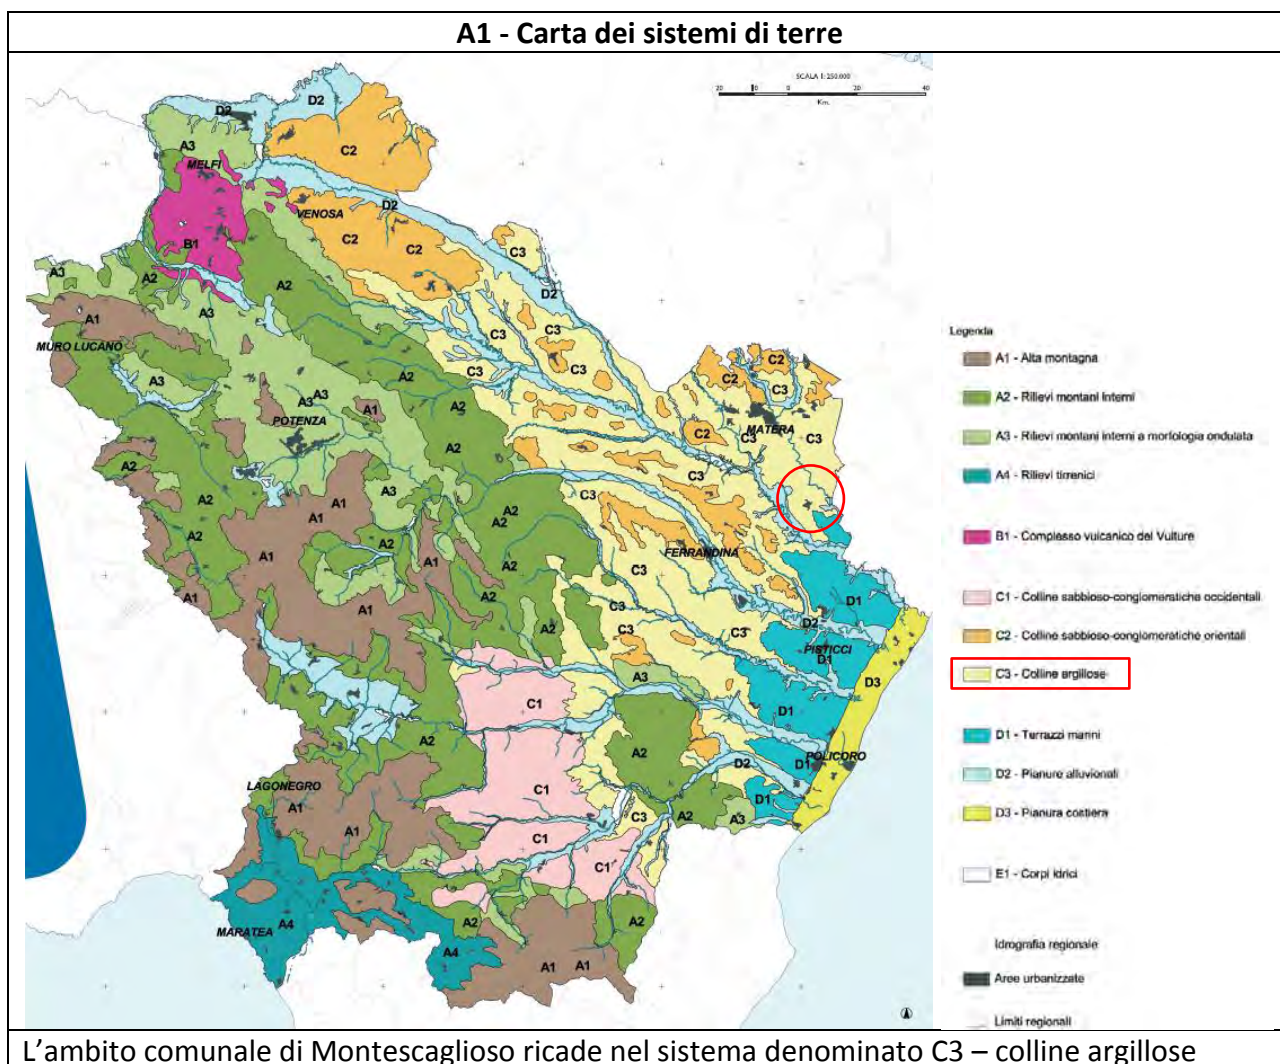 A1 - Carta dei sistemi di terre
SCALA 1: 250.000
20 10 0 20 40
Km.
D2
D2
A3
MELFI
C2
VENOSA
D2
C2
C2
B1
C3
D2
A3
A2
A2
A3
A1
MURO LUCANO
A3
A3
A3
POTENZA
A1
A2
A2
A2
C3
C3
C3
C3
C3
C2
C2
C3
MATERA
C2
C3
C3
C3
C3
FERRANDINA
A2
A2
A1
A1
A1
A3
A2
A1
A2
A2
A2
A2
A1
A1
A2
A2
C3
C3
C3
C3
D1
D2
PISTICCI
D1
D3
A3
C1
A2
A2
D1
D2
D1
POLICORO
D1
LAGONEGRO
A1
A1
C1
C1
C3
A2
A3
C1
A4
MARATEA
A2
A4
A1
A1
A2
Legenda
A1 - Alta montagna
A2 - Rilievi montani interni
A3 - Rilievi montani interni a morfologia ondulata
A4 - Rilievi tirrenici
B1 - Complesso vulcanico del Vulture
C1 - Colline sabbioso-conglomeratiche occidentali
C2 - Colline sabbioso-conglomeratiche orientali
C3 - Colline argillose
D1 - Terrazzi marini
D2 - Pianure alluvionali
D3 - Pianura costiera
E1 - Corpi idrici
Idrografia regionale
Aree urbanizzate
Limiti regionali
L'ambito comunale di Montescaglioso ricade nel sistema denominato C3 – colline argillose